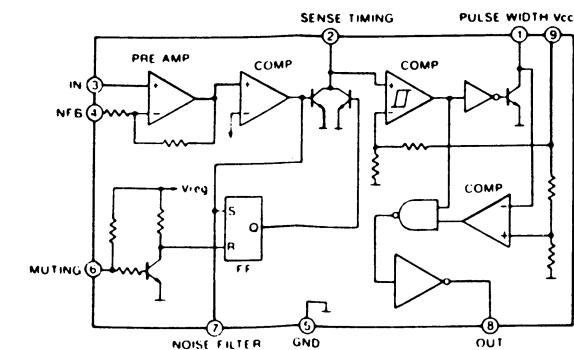 SENSE TIMING
PULSE WIDTH Vcc
2
1
9
PRE AMP
COMP
COMP
IN 3
NFB 4
+
-
+
-
+
-
Vreg
COMP
S
Q
R
FF
-
+
MUTING 6
7
5
8
NOISE FILTER
GND
OUT